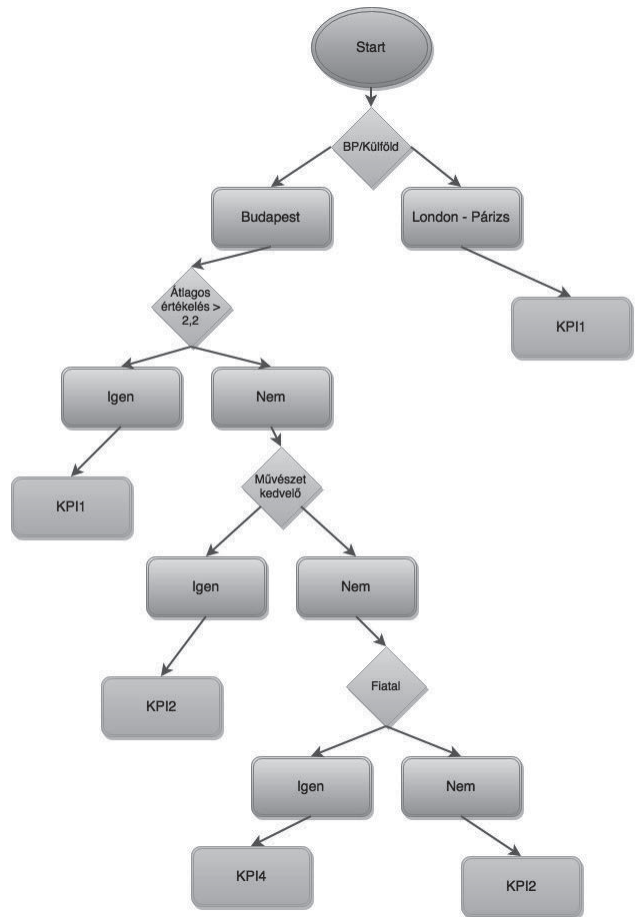 Start
BP/Külföld
Budapest
London - Párizs
Átlagos
értékelés >
2,2
KPI1
Igen
Nem
KPI1
Művészet
kedvelő
Igen
Nem
KPI2
Fiatal
Igen
Nem
KPI4
KPI2